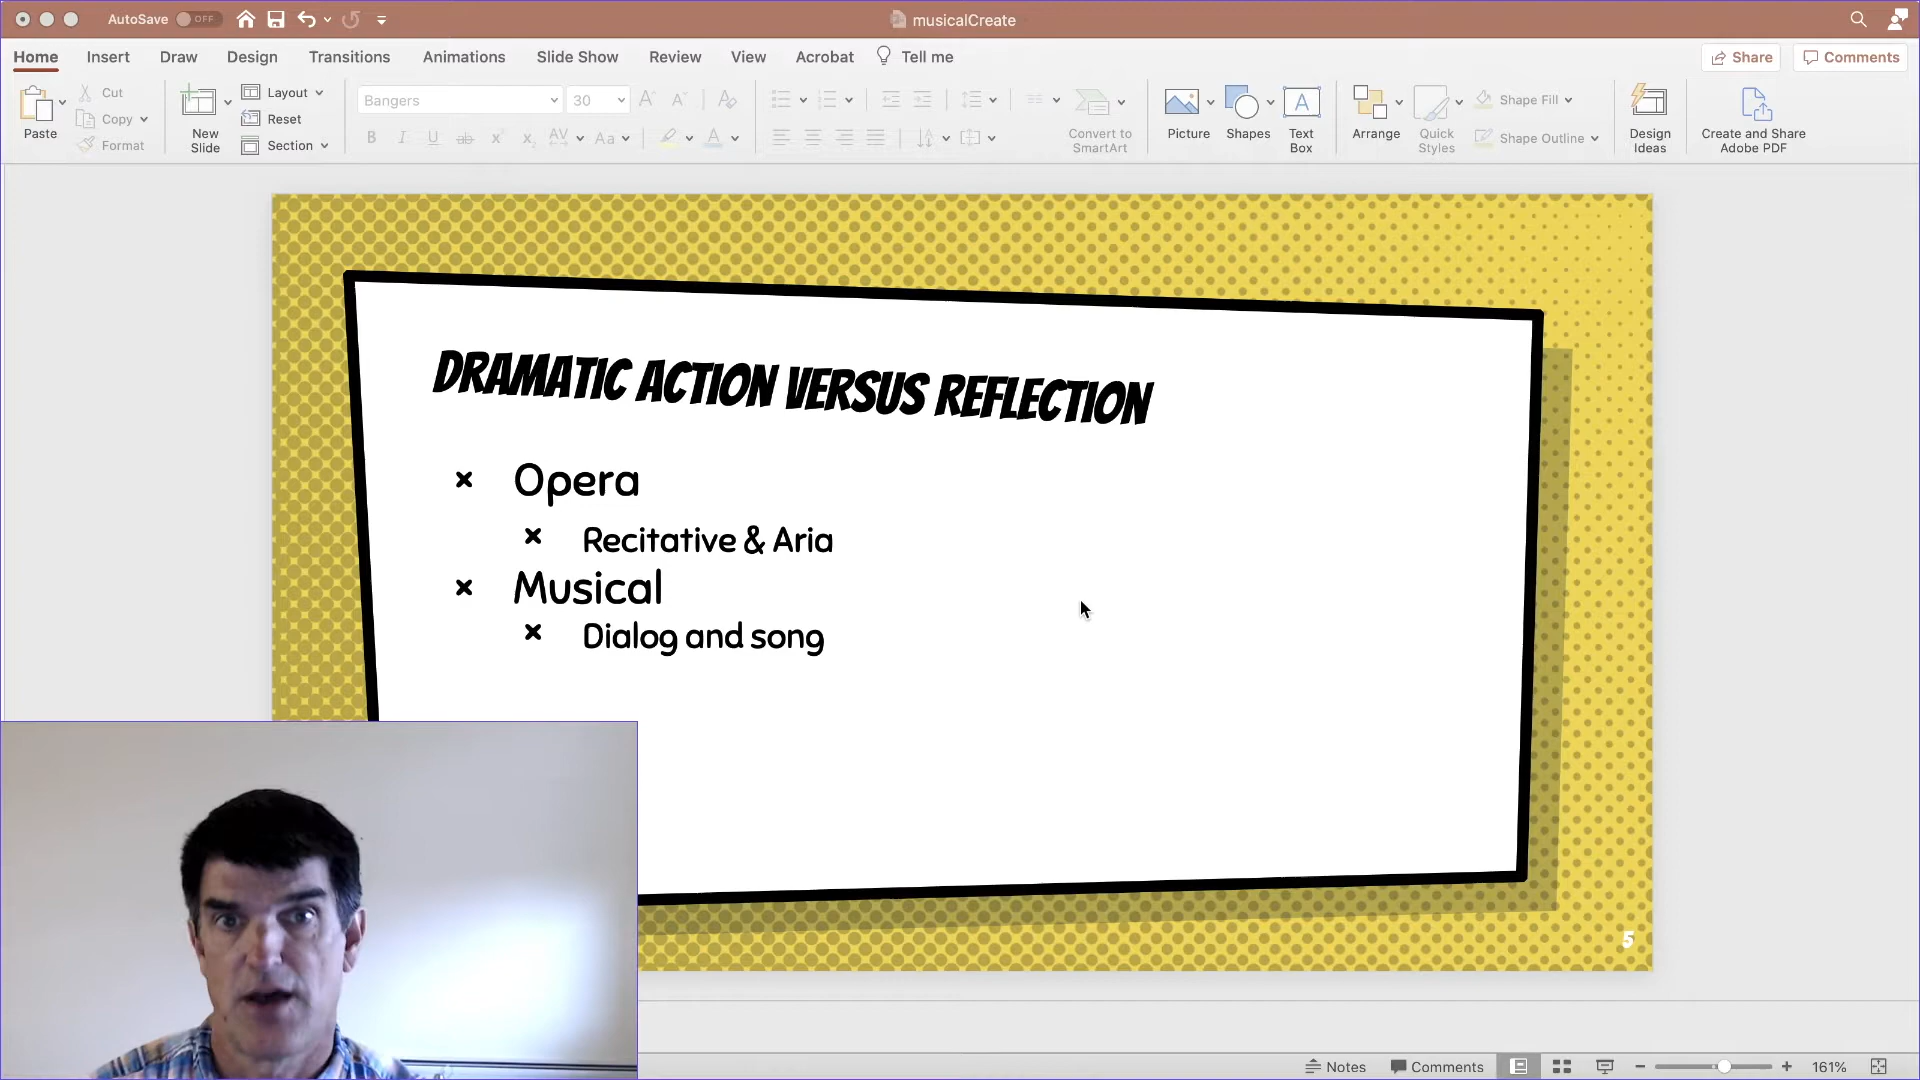 AutoSave OFF musicalCreate
Home Insert Draw Design Transitions Animations Slide Show Review View Acrobat Tell me Share Comments
Paste Cut Copy Format
New Slide Layout Reset Section
Bangers 30
Convert to SmartArt
Picture Shapes Text Box
Arrange Quick Styles Shape Fill Shape Outline
Design Ideas
Create and Share Adobe PDF
DRAMATIC ACTION VERSUS REFLECTION
Opera
Recitative & Aria
Musical
Dialog and song
5
Notes Comments 161%